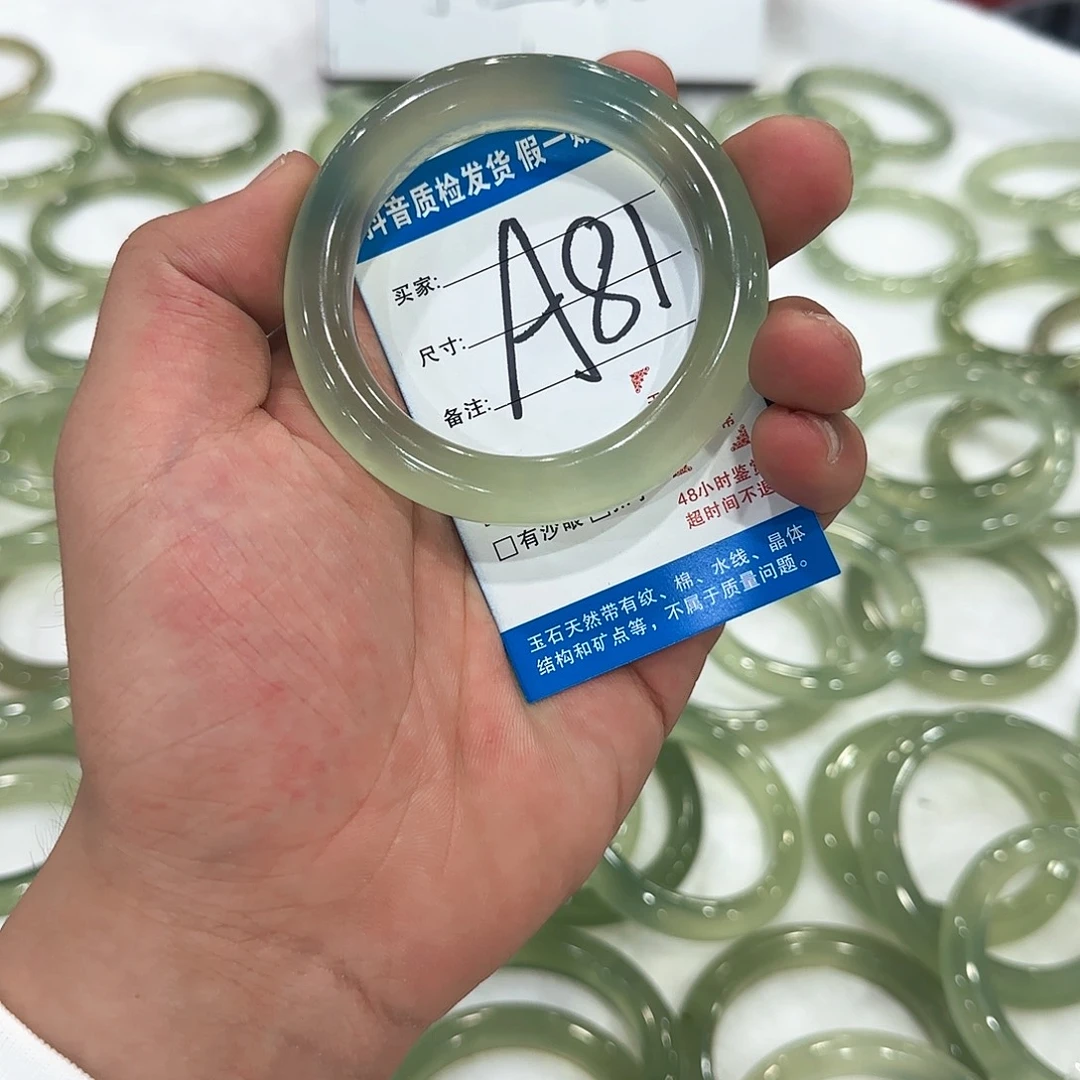 抖音质检发货 假一
买家:
尺寸:
备注:
A81
48小时鉴
超时间不退
□有沙眼 □
玉石天然带有纹、棉、水线、晶体
结构和矿点等，不属于质量问题。